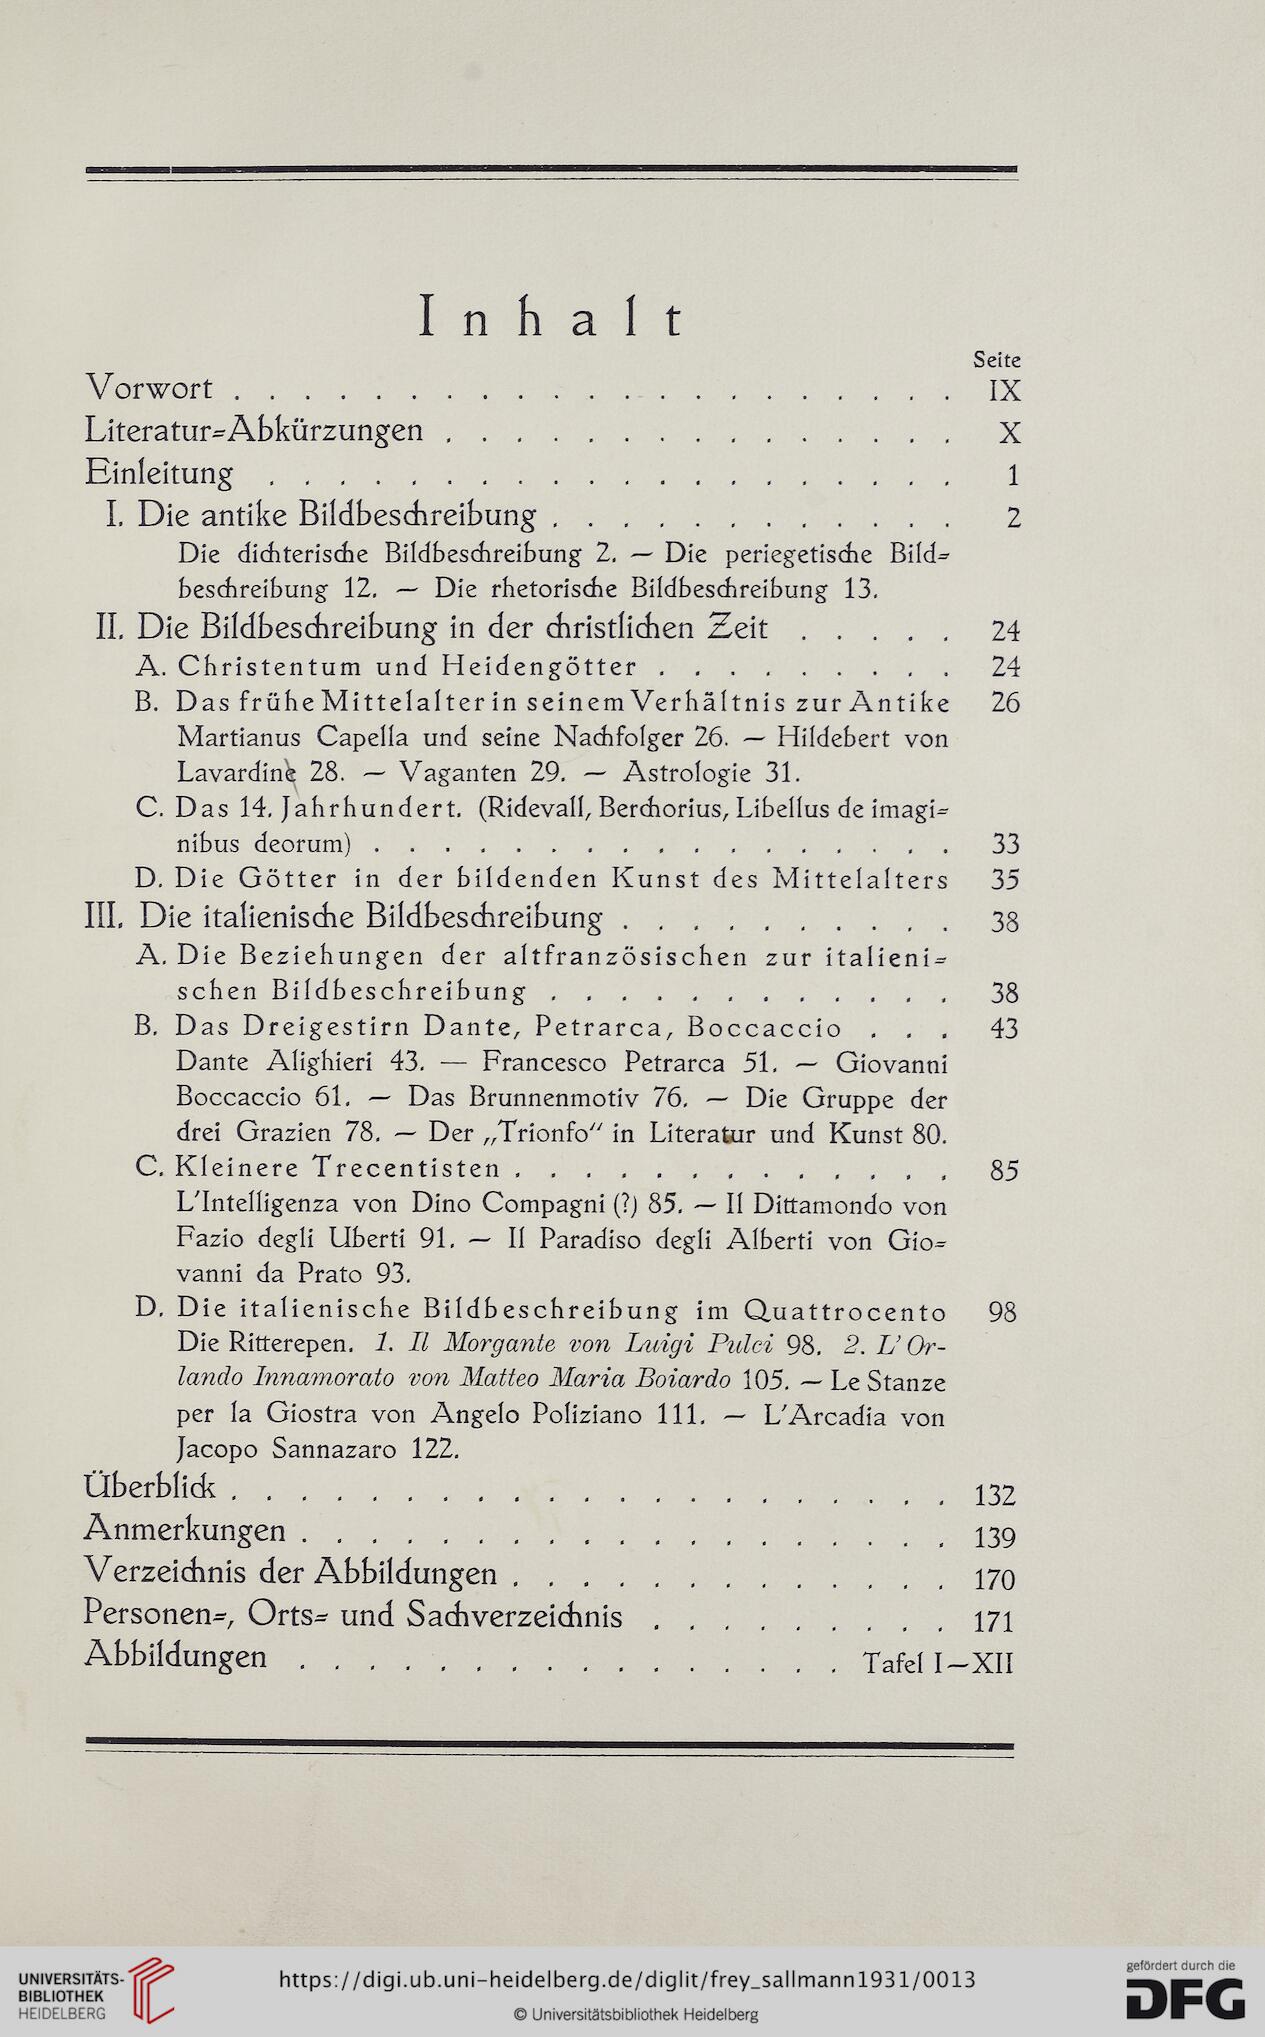 Inhalt
Seite
Vorwort . . . . . . . . . . . . . . . . . . . . . IX
Literatur-Abkürzungen . . . . . . . . . . . . . . . X
Einleitung . . . . . . . . . . . . . . . . . . . . 1
I. Die antike Bildbeschreibung . . . . . . . . . . . . 2
Die dichterische Bildbeschreibung 2. — Die periegetische Bild-
beschreibung 12. — Die rhetorische Bildbeschreibung 13.
II. Die Bildbeschreibung in der christlichen Zeit . . . . . 24
A. Christentum und Heidengötter . . . . . . . . . 24
B. Das frühe Mittelalter in seinem Verhältnis zur Antike 26
Martianus Capella und seine Nachfolger 26. — Hildebert von
Lavardine 28. — Vaganten 29. — Astrologie 31.
C. Das 14. Jahrhundert. (Ridevall, Berchorius, Libellus de imagi-
nibus deorum) . . . . . . . . . . . . . . . . . 33
D. Die Götter in der bildenden Kunst des Mittelalters 35
III. Die italienische Bildbeschreibung . . . . . . . . . . 38
A. Die Beziehungen der altfranzösischen zur italieni-
schen Bildbeschreibung . . . . . . . . . . . . 38
B. Das Dreigestirn Dante, Petrarca, Boccaccio . . . 43
Dante Alighieri 43. — Francesco Petrarca 51. — Giovanni
Boccaccio 61. — Das Brunnenmotiv 76. — Die Gruppe der
drei Grazien 78. — Der „Trionfo" in Literatur und Kunst 80.
C. Kleinere Trecentisten . . . . . . . . . . . . . 85
L'Intelligenza von Dino Compagni (?) 85. — Il Dittamondo von
Fazio degli Uberti 91. — Il Paradiso degli Alberti von Gio-
vanni da Prato 93.
D. Die italienische Bildbeschreibung im Quattrocento 98
Die Ritterepen. 1. Il Morgante von Luigi Pulci 98. 2. L'Or-
lando Innamorato von Matteo Maria Boiardo 105. — Le Stanze
per la Giostra von Angelo Poliziano 111. — L'Arcadia von
Jacopo Sannazaro 122.
Überblick . . . . . . . . . . . . . . . . . . . . . 132
Anmerkungen . . . . . . . . . . . . . . . . . . . 139
Verzeichnis der Abbildungen . . . . . . . . . . . . . 170
Personen-, Orts- und Sachverzeichnis . . . . . . . . . 171
Abbildungen . . . . . . . . . . . . . . . . Tafel I—XII
UNIVERSITÄTS-
BIBLIOTHEK
HEIDELBERG
https://digi.ub.uni-heidelberg.de/diglit/frey_sallmann1931/0013
© Universitätsbibliothek Heidelberg
gefördert durch die
DFG